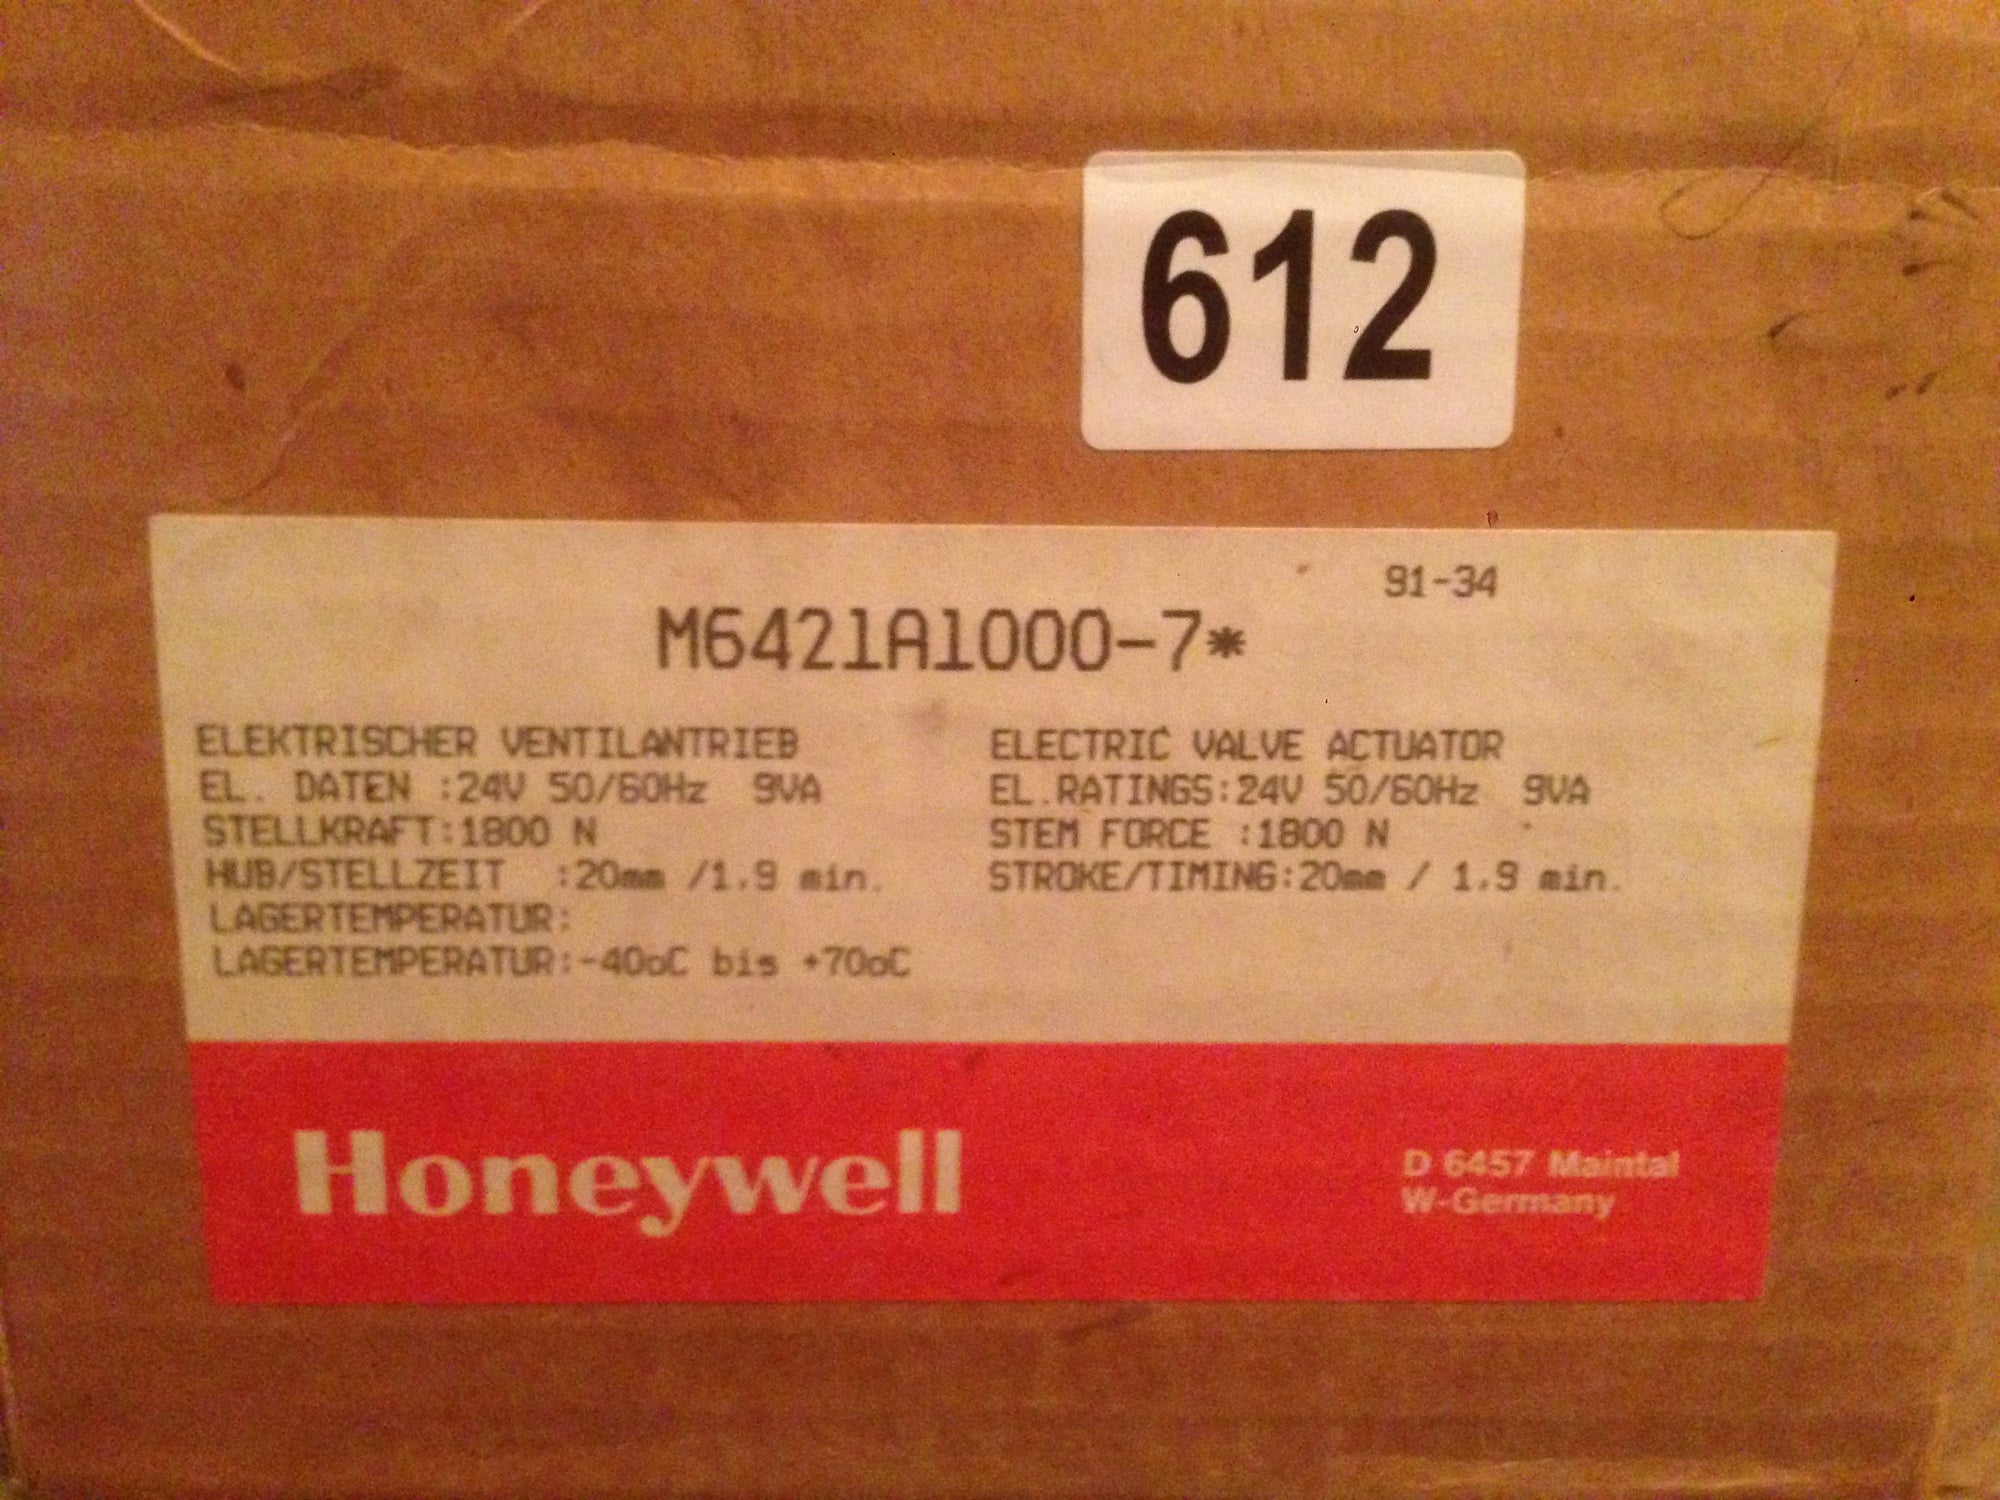 612
91-34
M6421A1000-7*
ELEKTRISCHER VENTILANTRIEB
EL. DATEN :24V 50/60Hz 9VA
STELLKRAFT:1800 N
HUB/STELLZEIT :20mm /1.9 min.
LAGERTEMPERATUR:
LAGERTEMPERATUR:-40oC bis +70oC
ELECTRIC VALVE ACTUATOR
EL.RATINGS:24V 50/60Hz 9VA
STEM FORCE :1800 N
STROKE/TIMING:20mm / 1.9 min.
Honeywell
D 6457 Maintal
W-Germany